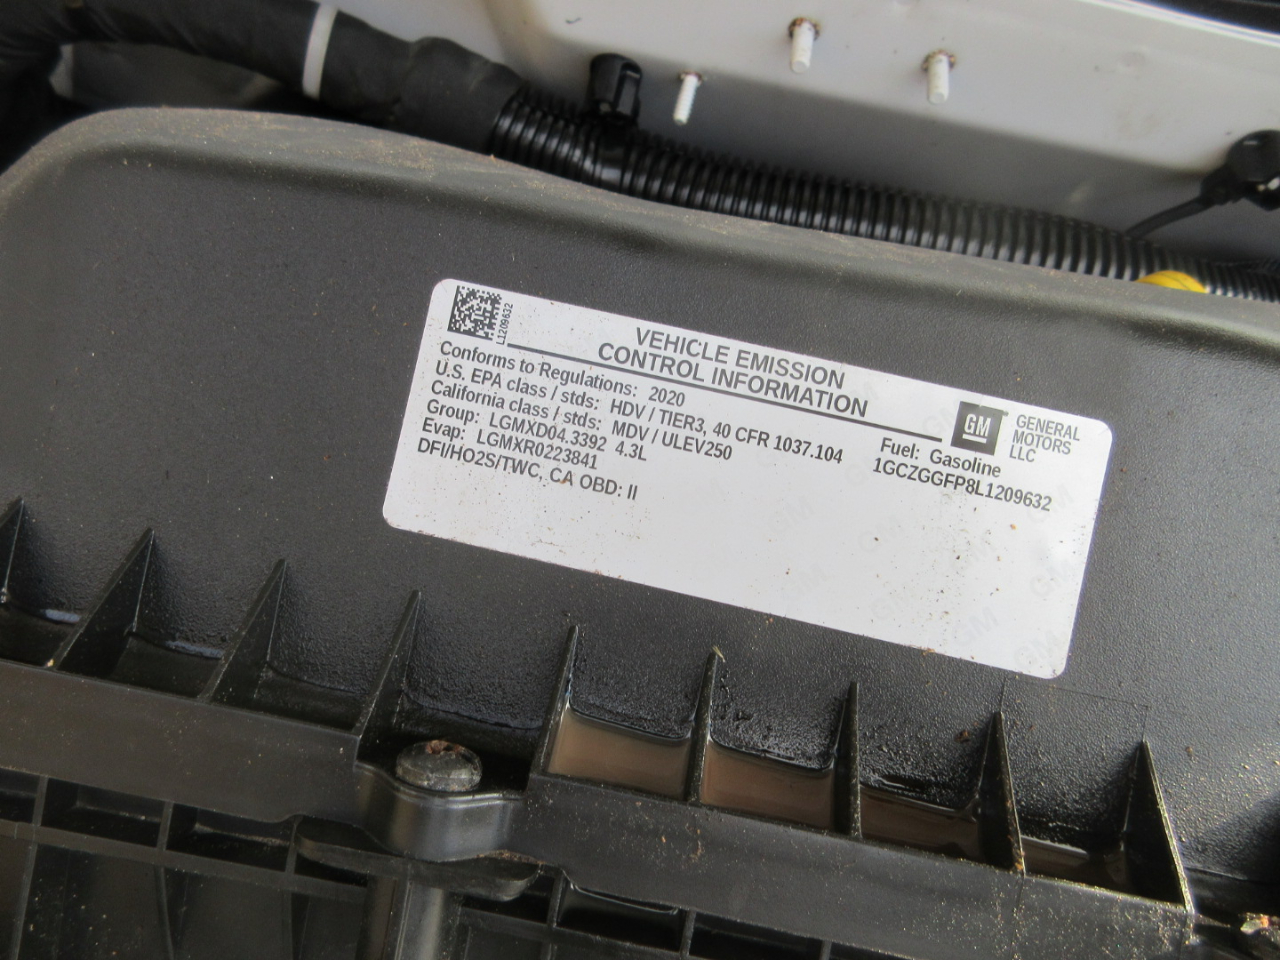 L1209632
VEHICLE EMISSION
CONTROL INFORMATION
GM
GENERAL
MOTORS
LLC
Conforms to Regulations: 2020
U.S. EPA class / stds: HDV / TIER3, 40 CFR 1037.104
California class / stds: MDV / ULEV250
Group: LGMXD04.3392 4.3L
Evap: LGMXR0223841
DFI/HO2S/TWC, CA OBD: II
Fuel: Gasoline
1GCZGGFP8L1209632